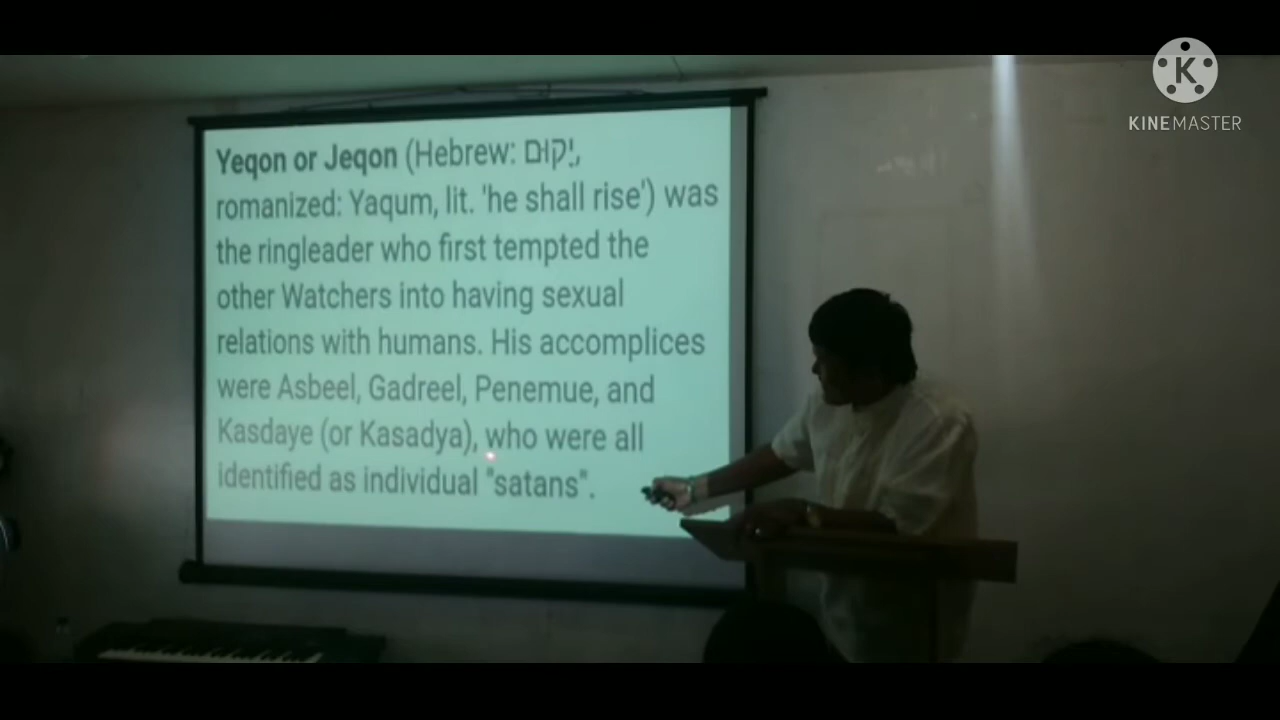 Yeqon or Jeqon (Hebrew: יָקוּם,
romanized: Yaqum, lit. 'he shall rise') was
the ringleader who first tempted the
other Watchers into having sexual
relations with humans. His accomplices
were Asbeel, Gadreel, Penemue, and
Kasdaye (or Kasadya), who were all
identified as individual "satans".
K
KINEMASTER